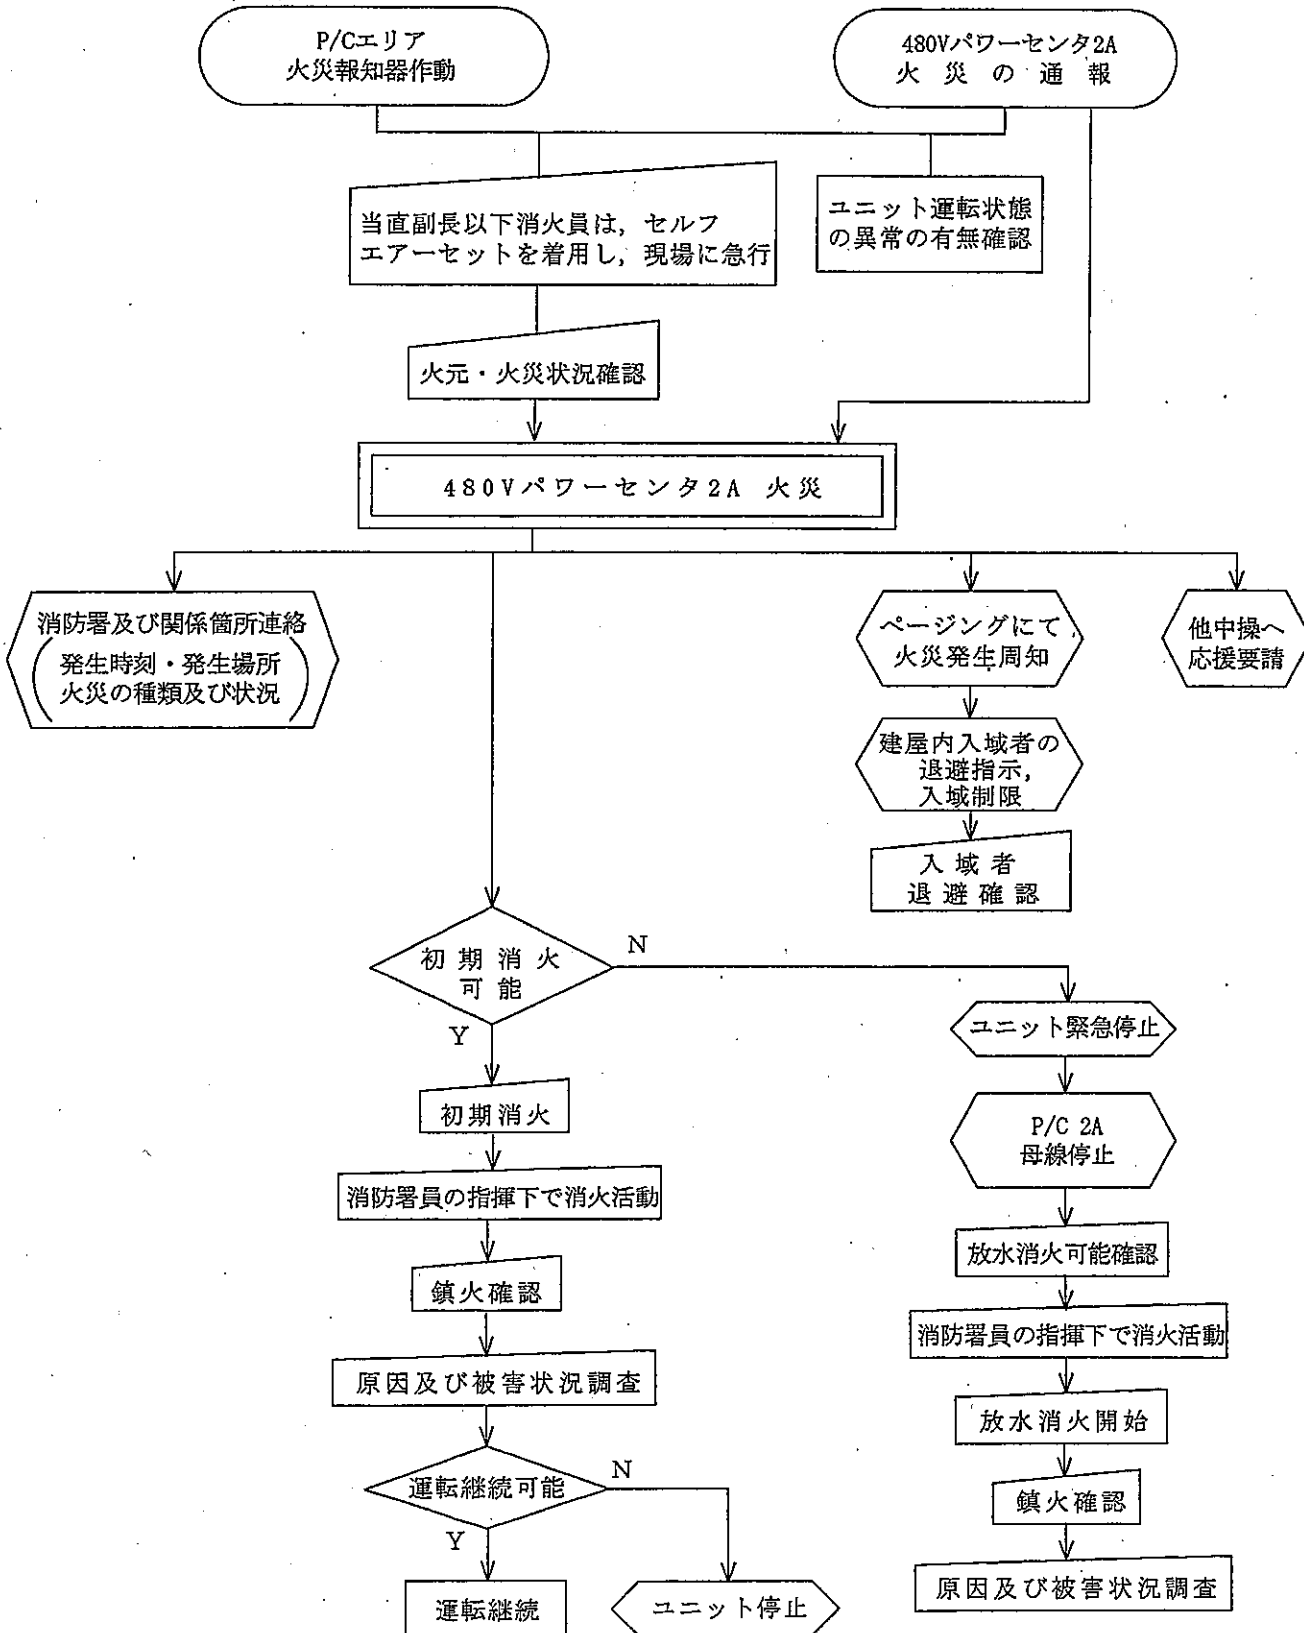 P/Cエリア
火災報知器作動
480Vパワーセンタ2A
火災の通報
当直副長以下消火員は，セルフ
エアーセットを着用し，現場に急行
ユニット運転状態
の異常の有無確認
火元・火災状況確認
480Vパワーセンタ2A 火災
消防署及び関係箇所連絡
(発生時刻・発生場所
火災の種類及び状況)
ページングにて
火災発生周知
他中操へ
応援要請
建屋内入域者の
退避指示，
入域制限
入域者
退避確認
初期消火
可能
N
Y
ユニット緊急停止
初期消火
P/C 2A
母線停止
消防署員の指揮下で消火活動
放水消火可能確認
鎮火確認
消防署員の指揮下で消火活動
原因及び被害状況調査
放水消火開始
運転継続可能
N
Y
鎮火確認
原因及び被害状況調査
運転継続
ユニット停止